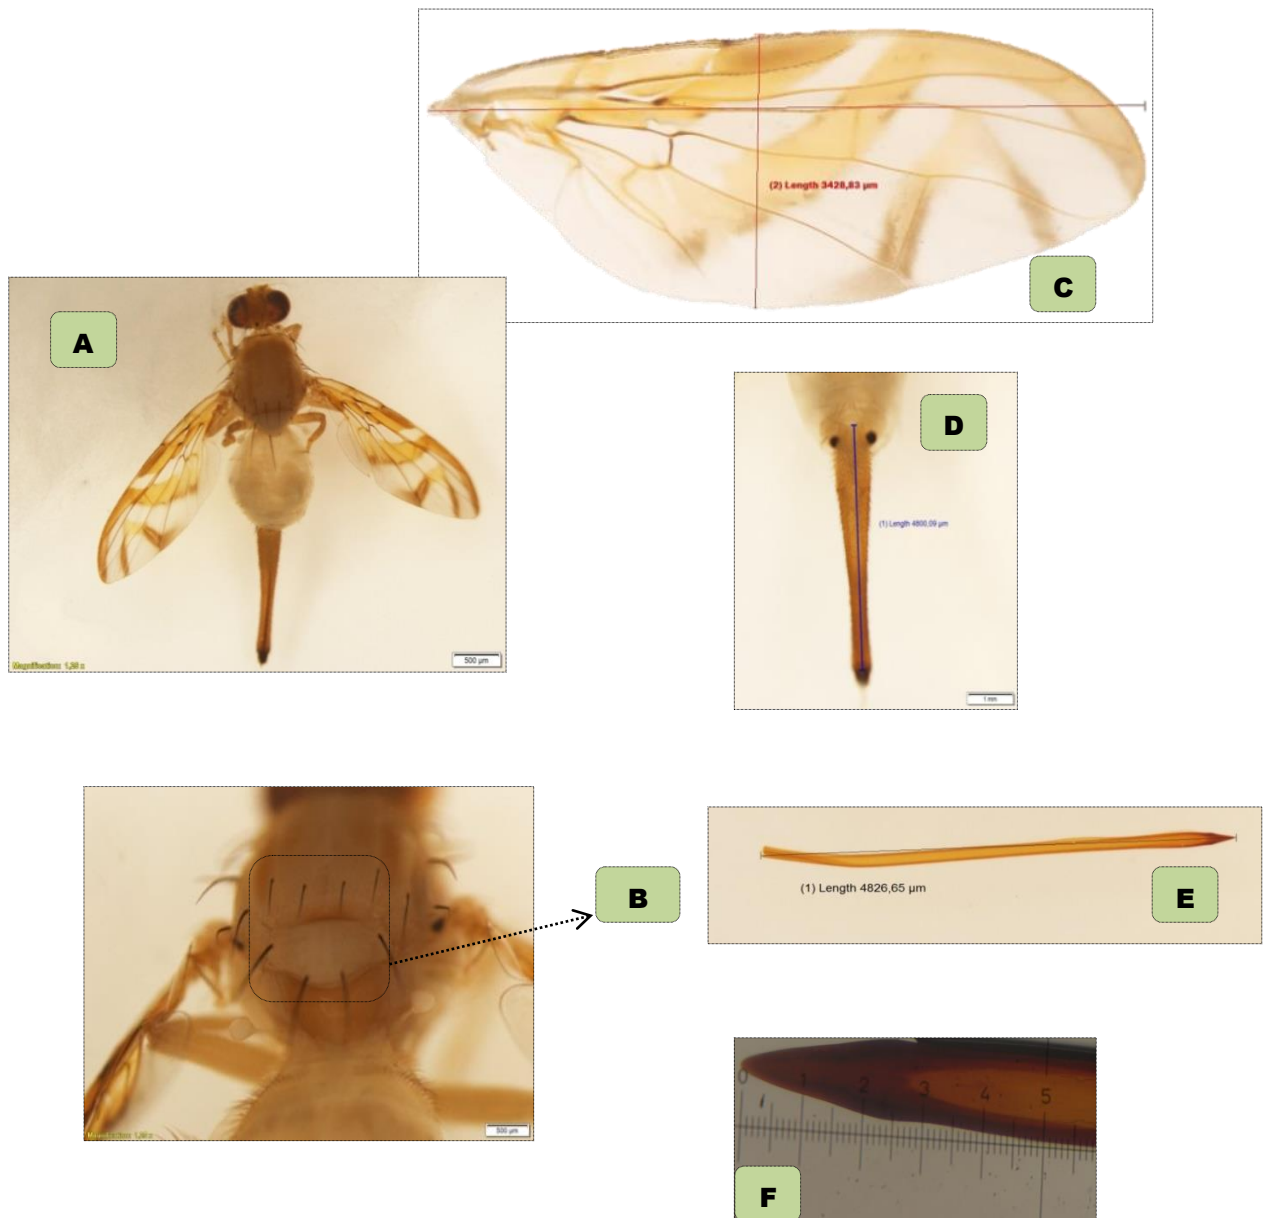 (2) Length 3428,83 µm
C
A
Magnification: 1,25 x
500 µm
D
(1) Length 4800,09 µm
1 mm
B
500 µm
(1) Length 4826,65 µm
E
0 1 2 3 4 5
F